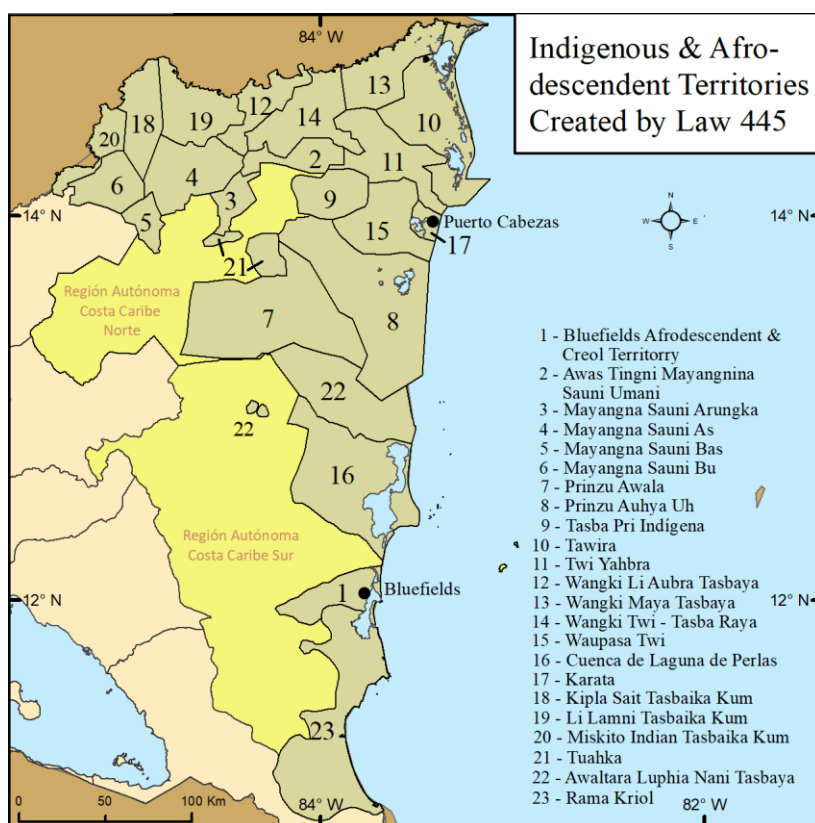 84° W
Indigenous & Afro-
descendent Territories
Created by Law 445
13
12
18
19
14
10
20
2
11
6
4
3
9
5
14° N
14° N
N
W
E
S
Puerto Cabezas
15
17
21
Región Autónoma
Costa Caribe
Norte
7
8
22
22
16
Región Autónoma
Costa Caribe Sur
1
Bluefields
12° N
12° N
23
1 - Bluefields Afrodescendent &
Creol Territorry
2 - Awas Tingni Mayangnina
Sauni Umani
3 - Mayangna Sauni Arungka
4 - Mayangna Sauni As
5 - Mayangna Sauni Bas
6 - Mayangna Sauni Bu
7 - Prinzu Awala
8 - Prinzu Auhya Uh
9 - Tasba Pri Indígena
10 - Tawira
11 - Twi Yahbra
12 - Wangki Li Aubra Tasbaya
13 - Wangki Maya Tasbaya
14 - Wangki Twi - Tasba Raya
15 - Waupasa Twi
16 - Cuenca de Laguna de Perlas
17 - Karata
18 - Kipla Sait Tasbaika Kum
19 - Li Lamni Tasbaika Kum
20 - Miskito Indian Tasbaika Kum
21 - Tuahka
22 - Awaltara Luphia Nani Tasbaya
23 - Rama Kriol
0 50 100 Km
84° W
82° W